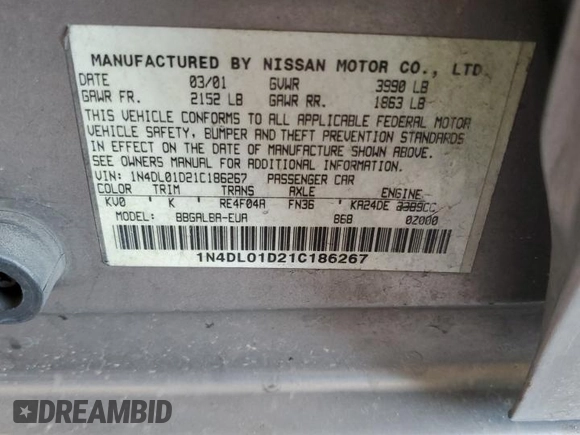 MANUFACTURED BY NISSAN MOTOR CO., LTD.
DATE 03/01 GVWR 3990 LB
GAWR FR. 2152 LB GAWR RR. 1863 LB
THIS VEHICLE CONFORMS TO ALL APPLICABLE FEDERAL MOTOR
VEHICLE SAFETY, BUMPER AND THEFT PREVENTION STANDARDS
IN EFFECT ON THE DATE OF MANUFACTURE SHOWN ABOVE.
SEE OWNERS MANUAL FOR ADDITIONAL INFORMATION.
VIN: 1N4DL01D21C186267 PASSENGER CAR
COLOR TRIM TRANS AXLE ENGINE
KV0 K RE4F04A FN36 KA24DE 2389CC
MODEL: BBGALBA-EUA 868 02000
1N4DL01D21C186267
DREAMBID